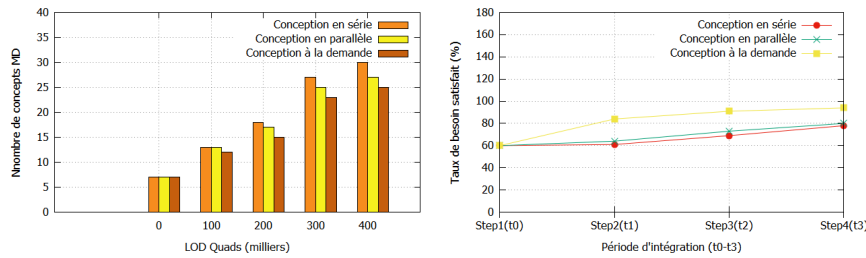 40
35
30
25
20
15
10
5
0
Nnombre de concepts MD
Conception en série
Conception en parallèle
Conception à la demande
0 100 200 300 400
LOD Quads (milliers)
180
160
140
120
100
80
60
40
20
0
Taux de besoin satisfait (%)
Conception en série
Conception en parallèle
Conception à la demande
Step1(t0) Step2(t1) Step3(t2) Step4(t3)
Période d'intégration (t0-t3)